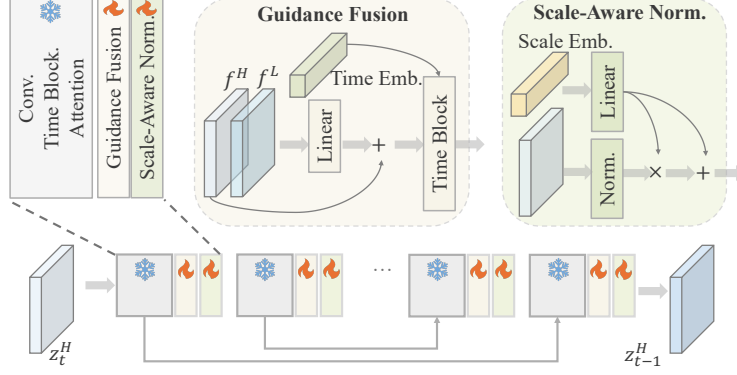 Conv.
Time Block.
Attention
Guidance Fusion
Scale-Aware Norm.
Guidance Fusion
f^H f^L
Time Emb.
Linear
+
Time Block
Scale-Aware Norm.
Scale Emb.
Linear
Norm.
×
+
...
z_t^H
z_{t-1}^H